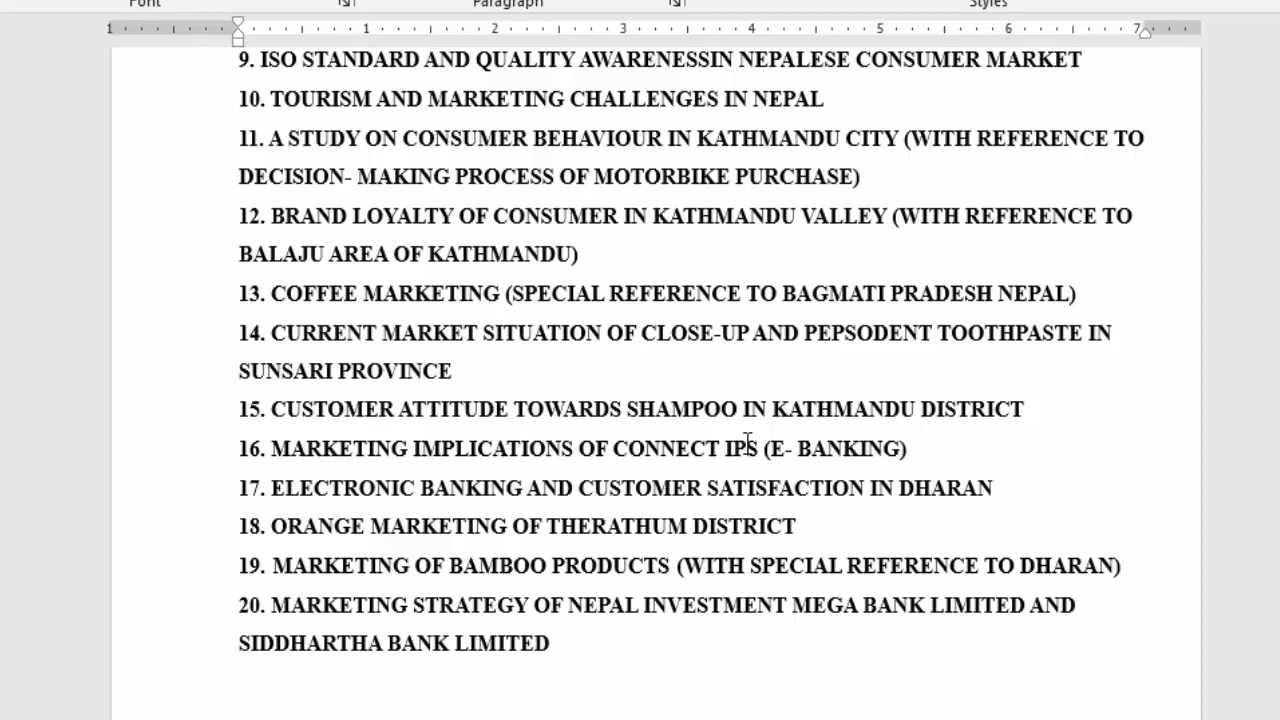 Font
Paragraph
Styles
1 1 2 3 4 5 6 7
9. ISO STANDARD AND QUALITY AWARENESSIN NEPALESE CONSUMER MARKET
10. TOURISM AND MARKETING CHALLENGES IN NEPAL
11. A STUDY ON CONSUMER BEHAVIOUR IN KATHMANDU CITY (WITH REFERENCE TO
DECISION- MAKING PROCESS OF MOTORBIKE PURCHASE)
12. BRAND LOYALTY OF CONSUMER IN KATHMANDU VALLEY (WITH REFERENCE TO
BALAJU AREA OF KATHMANDU)
13. COFFEE MARKETING (SPECIAL REFERENCE TO BAGMATI PRADESH NEPAL)
14. CURRENT MARKET SITUATION OF CLOSE-UP AND PEPSODENT TOOTHPASTE IN
SUNSARI PROVINCE
15. CUSTOMER ATTITUDE TOWARDS SHAMPOO IN KATHMANDU DISTRICT
16. MARKETING IMPLICATIONS OF CONNECT IPS (E- BANKING)
17. ELECTRONIC BANKING AND CUSTOMER SATISFACTION IN DHARAN
18. ORANGE MARKETING OF THERATHUM DISTRICT
19. MARKETING OF BAMBOO PRODUCTS (WITH SPECIAL REFERENCE TO DHARAN)
20. MARKETING STRATEGY OF NEPAL INVESTMENT MEGA BANK LIMITED AND
SIDDHARTHA BANK LIMITED